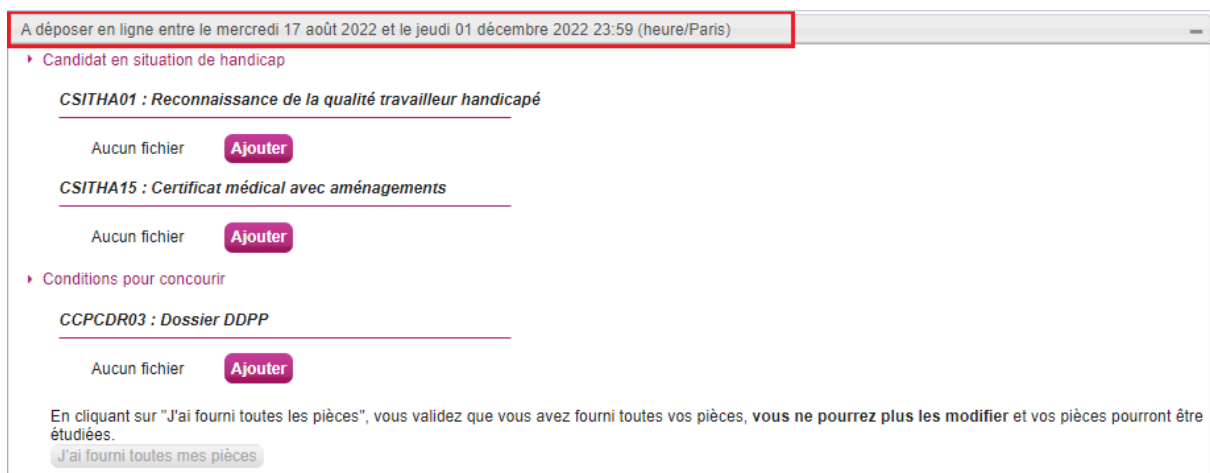 A déposer en ligne entre le mercredi 17 août 2022 et le jeudi 01 décembre 2022 23:59 (heure/Paris)
Candidat en situation de handicap
CSITHA01 : Reconnaissance de la qualité travailleur handicapé
Aucun fichier Ajouter
CSITHA15 : Certificat médical avec aménagements
Aucun fichier Ajouter
Conditions pour concourir
CCPCDR03 : Dossier DDPP
Aucun fichier Ajouter
En cliquant sur "J'ai fourni toutes les pièces", vous validez que vous avez fourni toutes vos pièces, vous ne pourrez plus les modifier et vos pièces pourront être
étudiées.
J'ai fourni toutes mes pièces